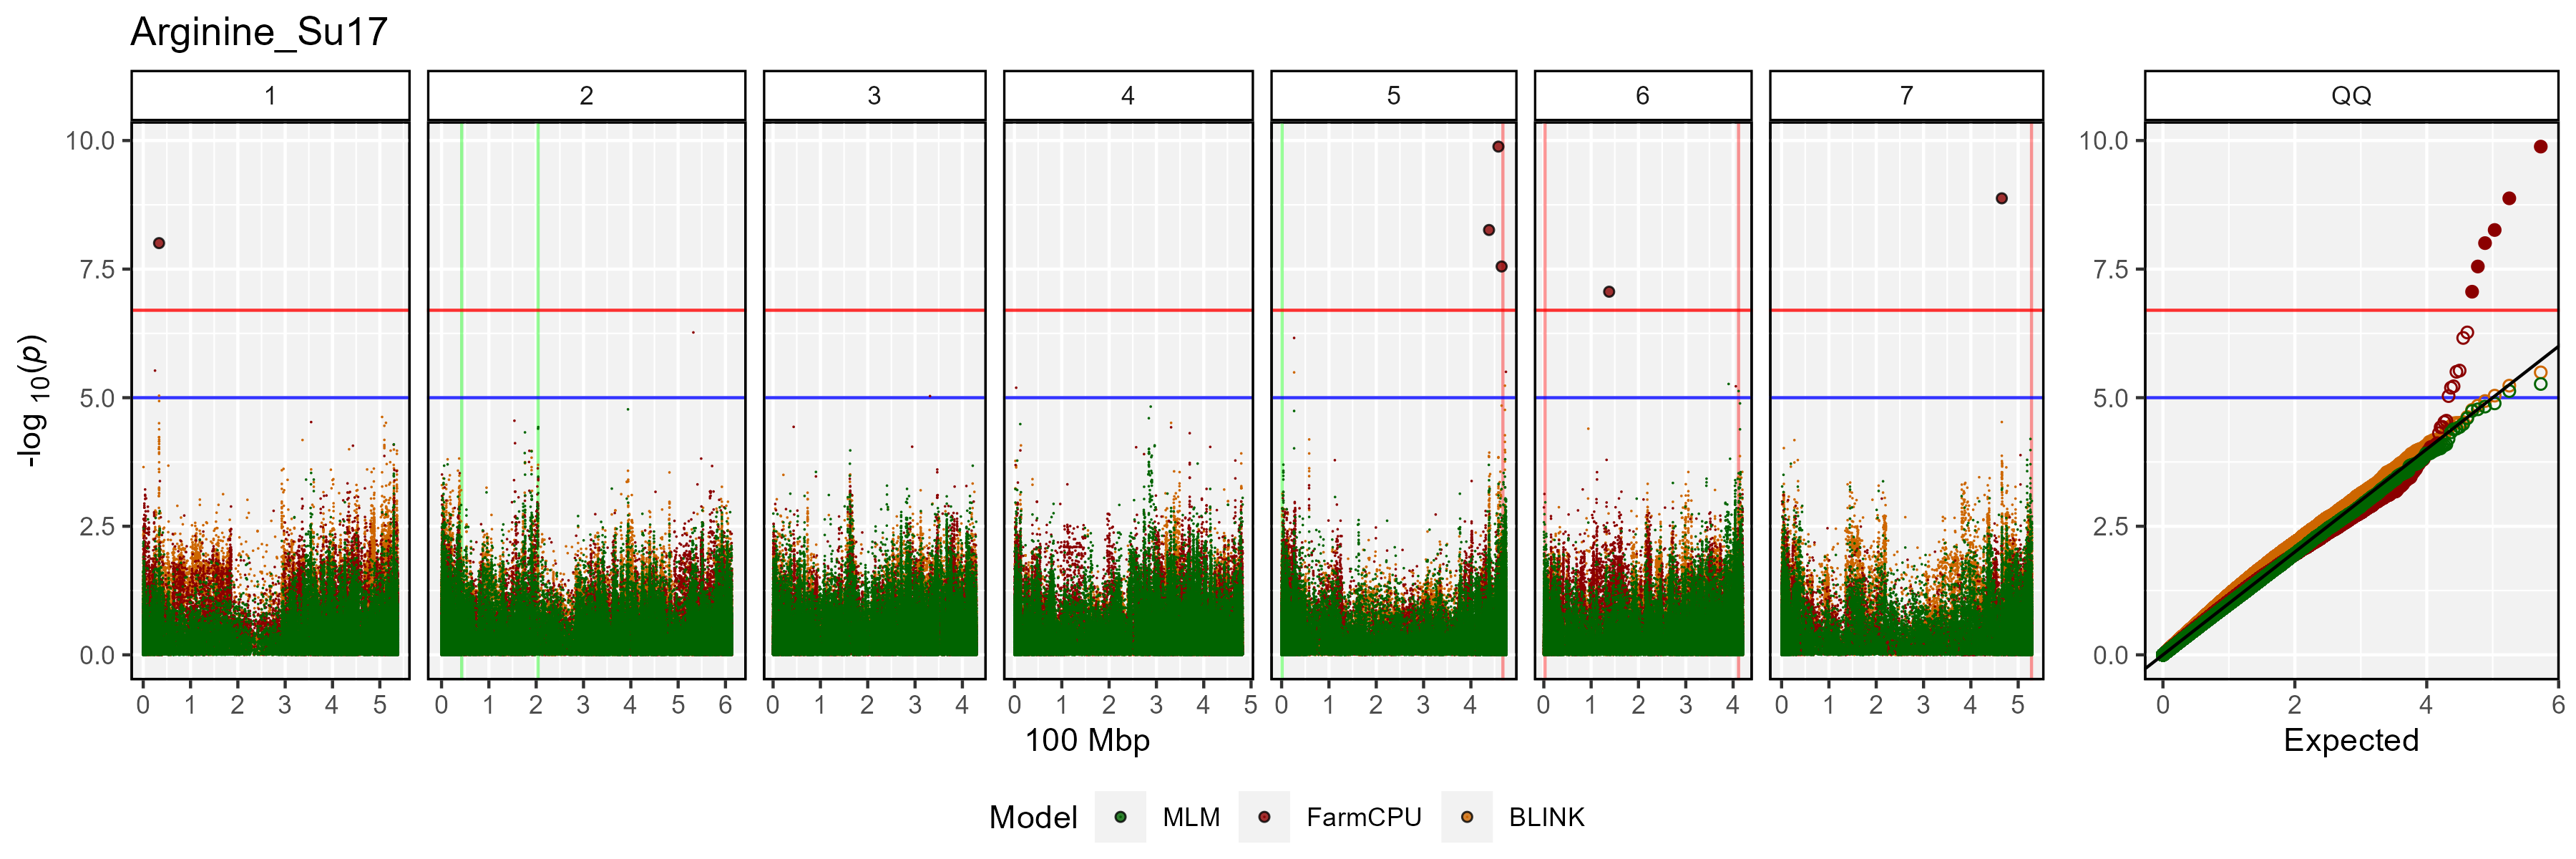 Arginine_Su17
1 2 3 4 5 6 7 QQ
-log 10(p)
10.0 10.0
7.5 7.5
5.0 5.0
2.5 2.5
0.0 0.0
0 1 2 3 4 5 0 1 2 3 4 5 6 0 1 2 3 4 0 1 2 3 4 5 0 1 2 3 4 0 1 2 3 4 0 1 2 3 4 5 0 2 4 6
100 Mbp Expected
Model MLM FarmCPU BLINK